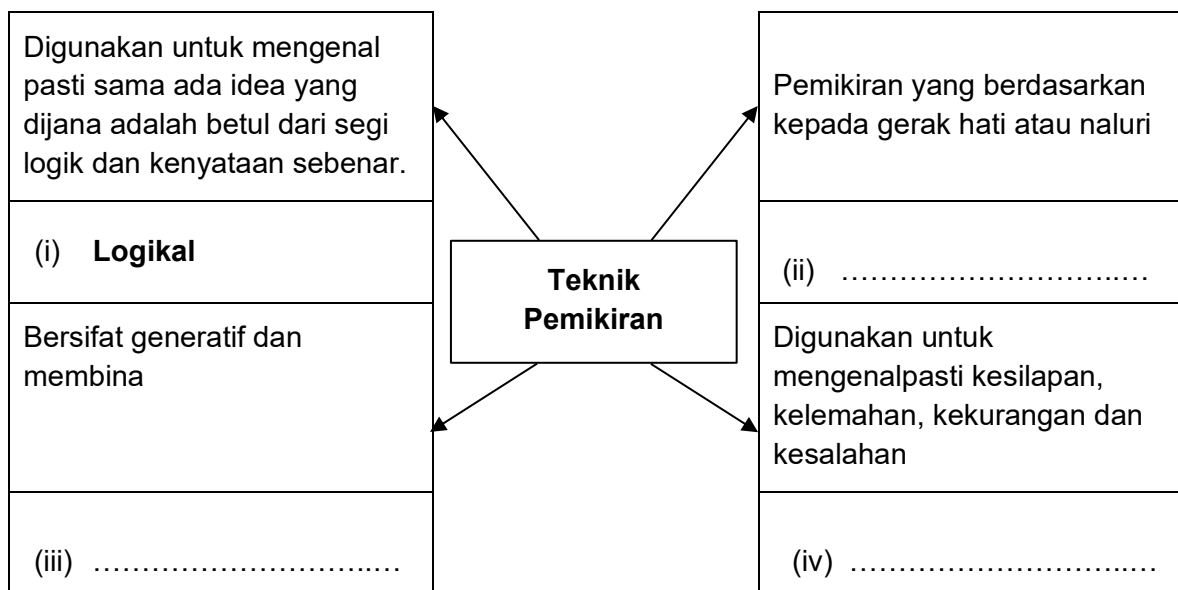 Digunakan untuk mengenal
pasti sama ada idea yang
dijana adalah betul dari segi
logik dan kenyataan sebenar.
(i) Logikal
Bersifat generatif dan
membina
(iii) …………………………..…
Teknik
Pemikiran
Pemikiran yang berdasarkan
kepada gerak hati atau naluri
(ii) …………………………..…
Digunakan untuk
mengenalpasti kesilapan,
kelemahan, kekurangan dan
kesalahan
(iv) …………………………..…